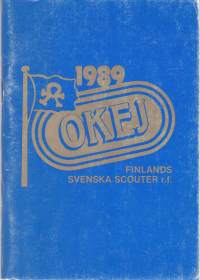 1989
OKEJ
FINLANDS
SVENSKA SCOUTER r.f.